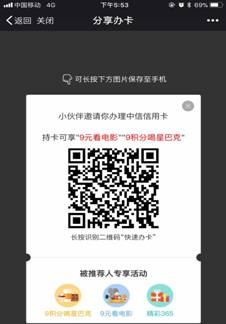 中国移动 4G 下午5:53 69%
返回 关闭 分享办卡
可长按下方图片保存至手机
小伙伴邀请你办理中信信用卡
持卡可享"9元看电影""9积分喝星巴克"
长按识别二维码"快速办卡"
被推荐人专享活动
9积分喝星巴克 9元看电影 精彩365